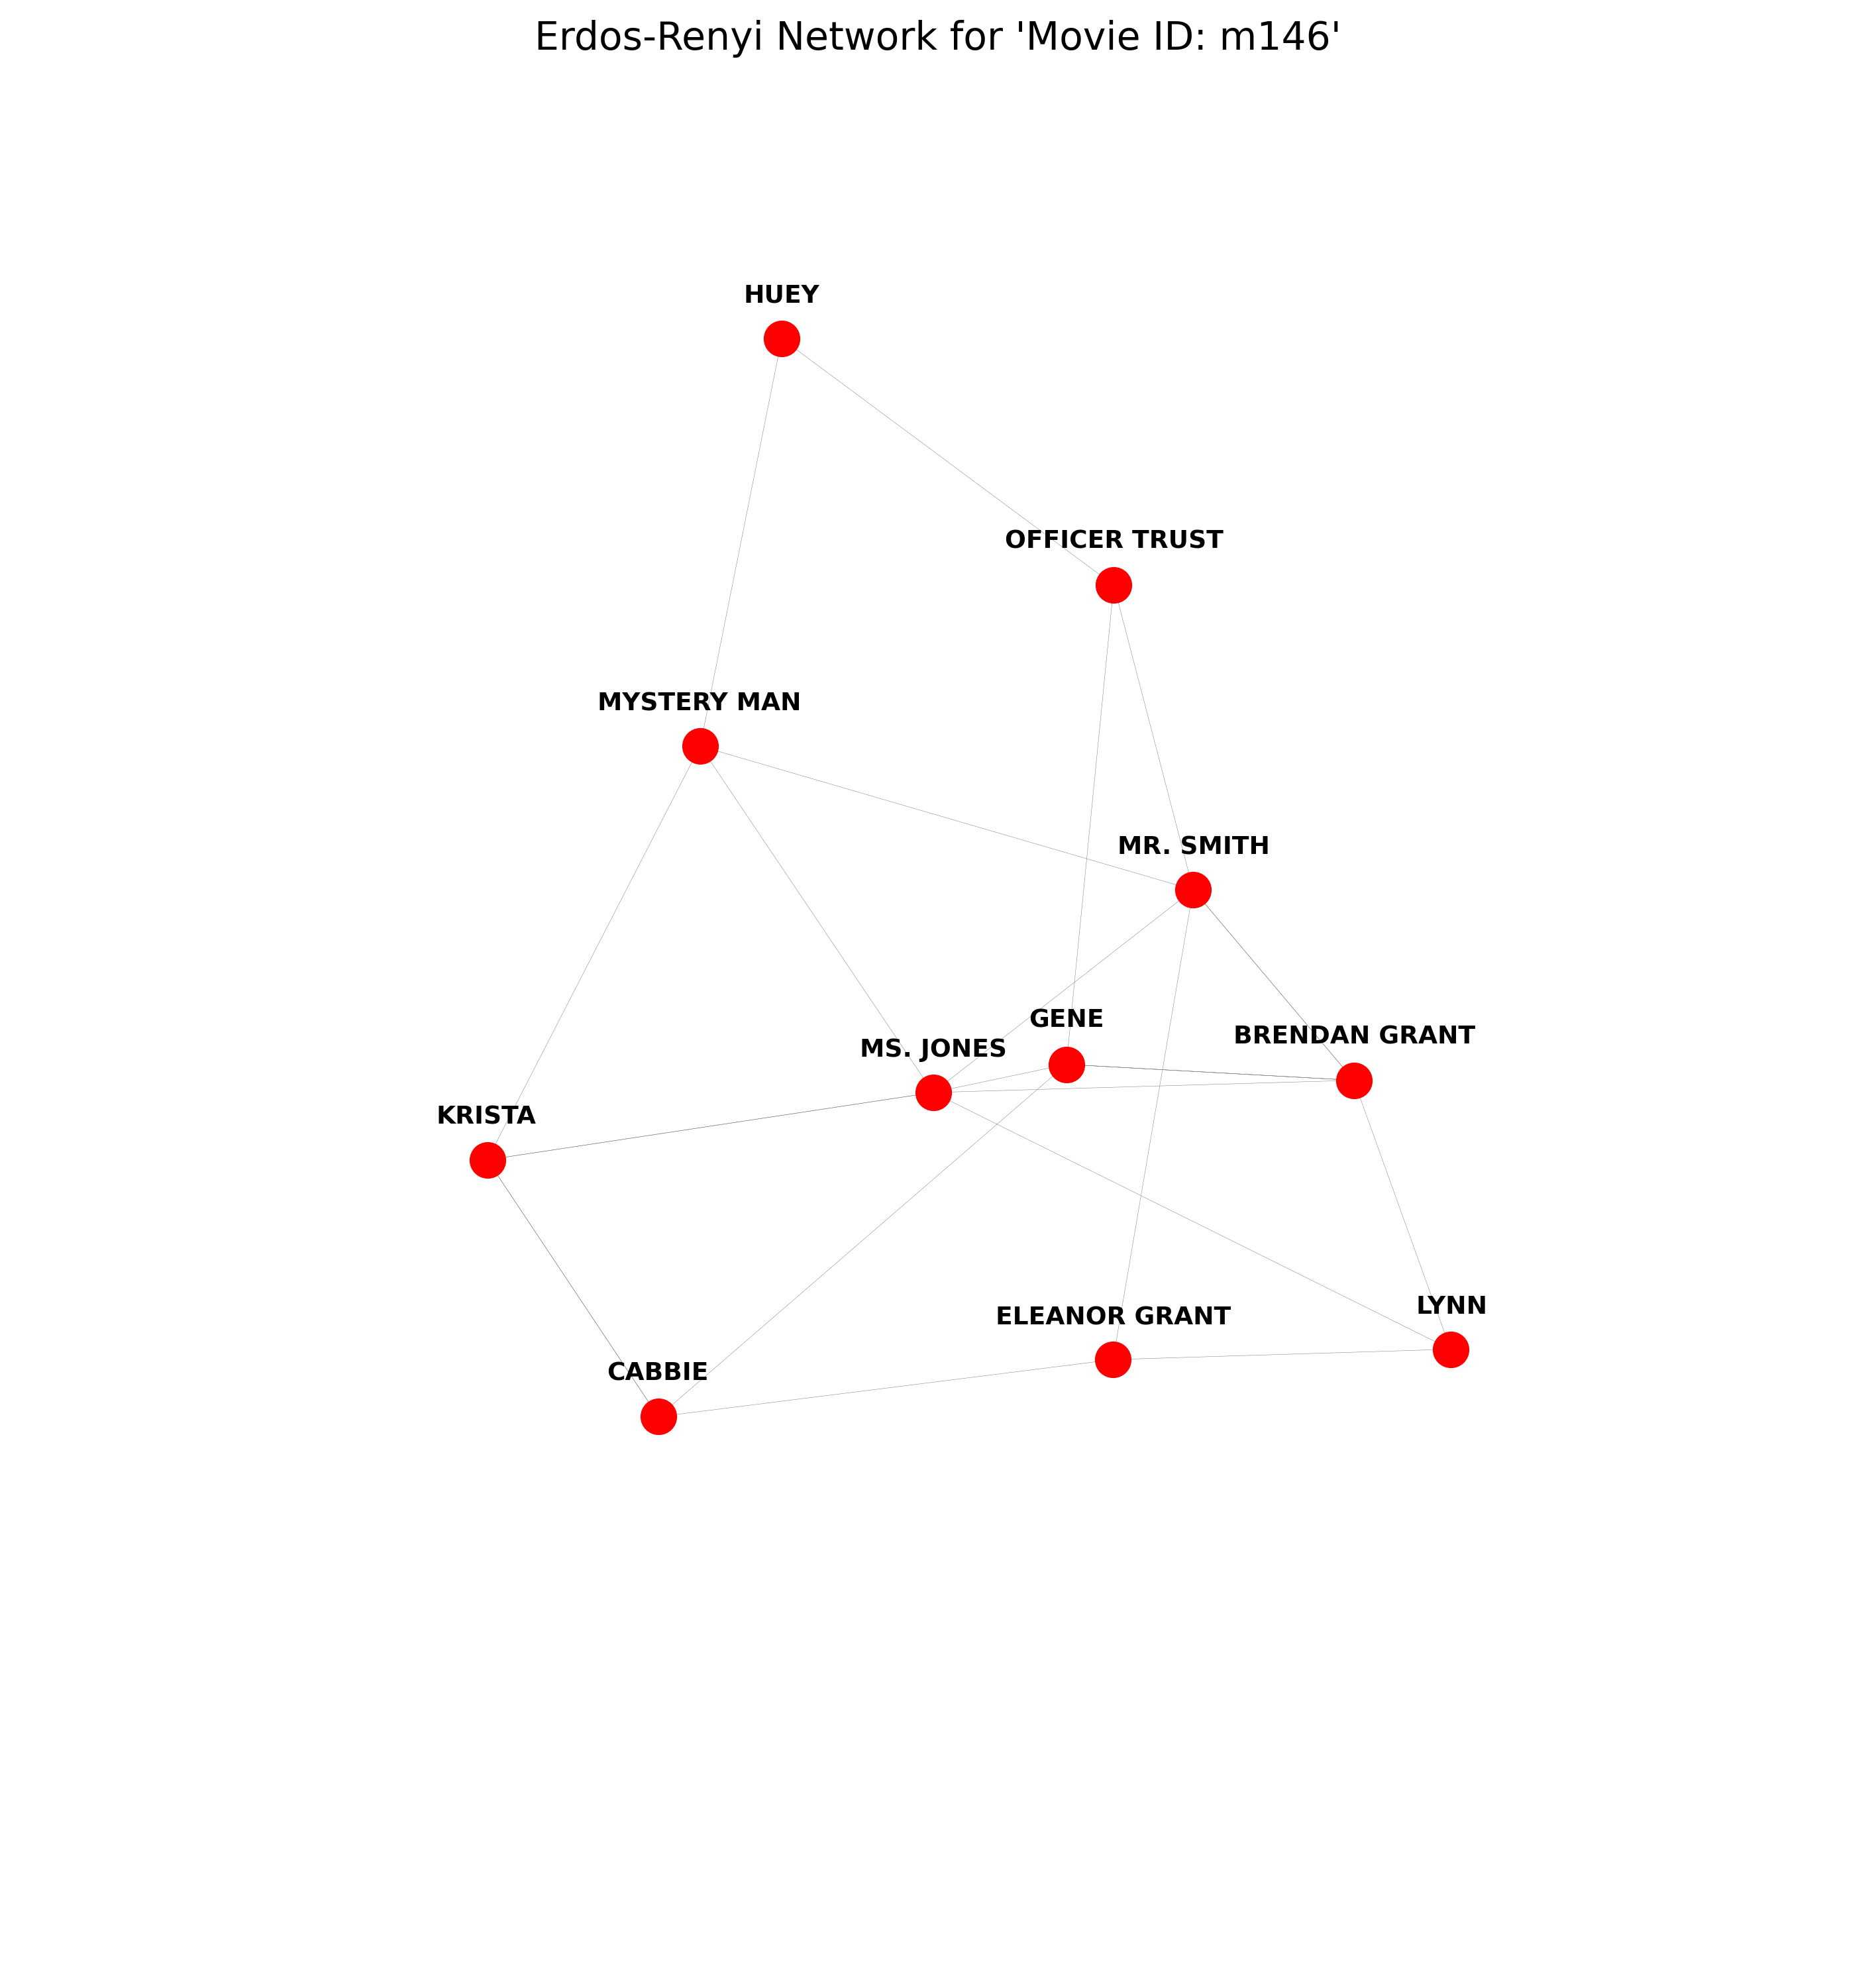 Erdos-Renyi Network for 'Movie ID: m146'
HUEY
OFFICER TRUST
MYSTERY MAN
MR. SMITH
GENE
BRENDAN GRANT
MS. JONES
KRISTA
LYNN
ELEANOR GRANT
CABBIE